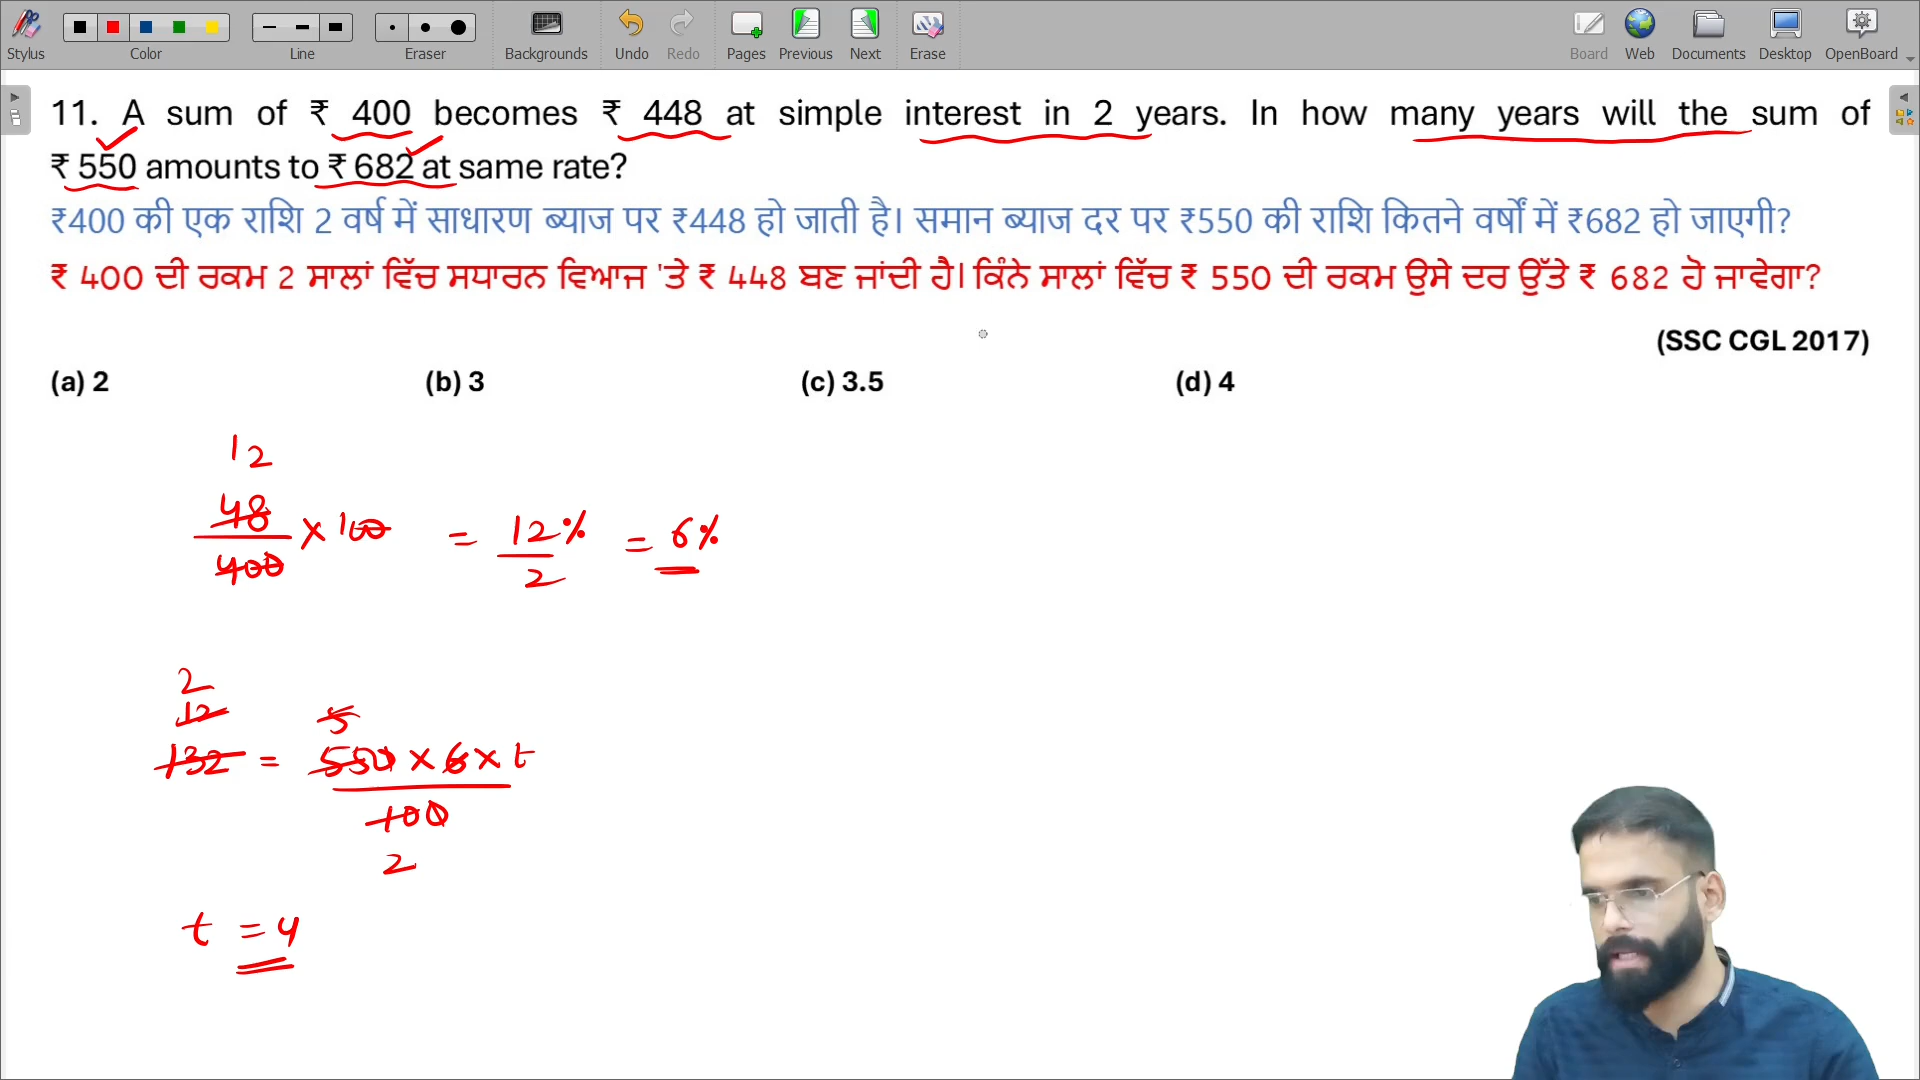 Stylus Color Line Eraser Backgrounds Undo Redo Pages Previous Next Erase Board Web Documents Desktop OpenBoard
11. A sum of ₹ 400 becomes ₹ 448 at simple interest in 2 years. In how many years will the sum of
₹ 550 amounts to ₹ 682 at same rate?
₹400 की एक राशि 2 वर्ष में साधारण ब्याज पर ₹448 हो जाती है। समान ब्याज दर पर ₹550 की राशि कितने वर्षों में ₹682 हो जाएगी?
₹ 400 ਦੀ ਰਕਮ 2 ਸਾਲਾਂ ਵਿੱਚ ਸਧਾਰਨ ਵਿਆਜ 'ਤੇ ₹ 448 ਬਣ ਜਾਂਦੀ ਹੈ। ਕਿੰਨੇ ਸਾਲਾਂ ਵਿੱਚ ₹ 550 ਦੀ ਰਕਮ ਉਸੇ ਦਰ ਉੱਤੇ ₹ 682 ਹੋ ਜਾਵੇਗਾ?
(SSC CGL 2017)
(a) 2 (b) 3 (c) 3.5 (d) 4
12
48
× 100 = 12% = 6%
400 2
2
12 5
132 = 550 × 6 × t
100
2
t = 4